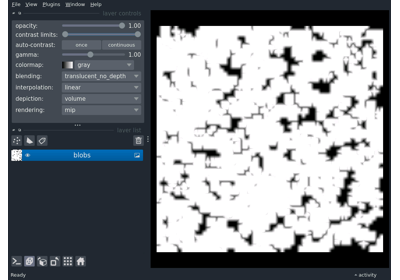 File View Plugins Window Help
layer controls
opacity: 1.00
contrast limits:
auto-contrast: once continuous
gamma: 1.00
colormap: gray
blending: translucent_no_depth
interpolation: linear
depiction: volume
rendering: mip
layer list
blobs
Ready activity